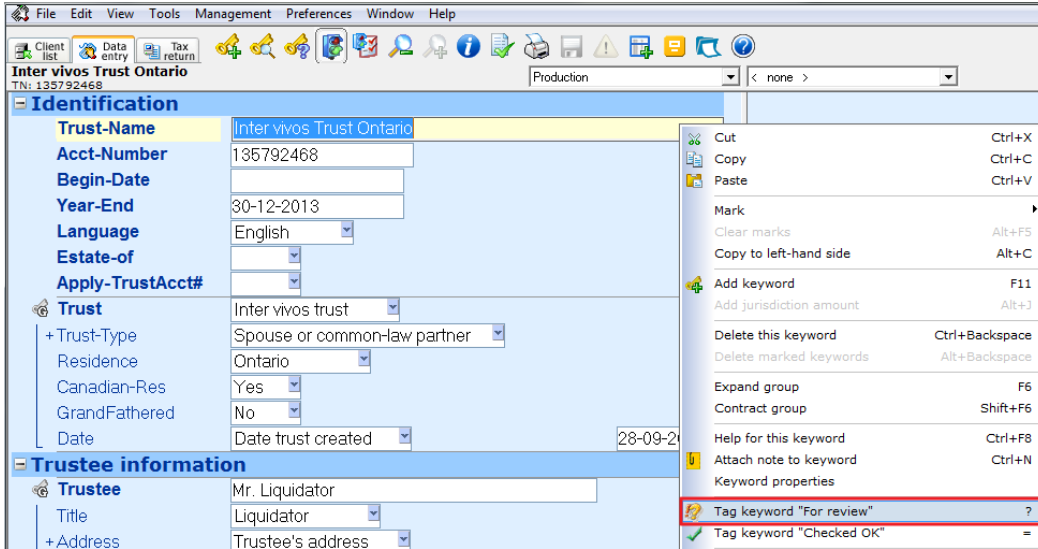 File Edit View Tools Management Preferences Window Help
Client list Data entry Tax return
Inter vivos Trust Ontario
TN: 135792468
Production < none >
Identification
Trust-Name Inter vivos Trust Ontario
Acct-Number 135792468
Begin-Date
Year-End 30-12-2013
Language English
Estate-of
Apply-TrustAcct#
Trust Inter vivos trust
+Trust-Type Spouse or common-law partner
Residence Ontario
Canadian-Res Yes
GrandFathered No
Date Date trust created 28-09-2
Trustee information
Trustee Mr. Liquidator
Title Liquidator
+Address Trustee's address
Cut Ctrl+X
Copy Ctrl+C
Paste Ctrl+V
Mark
Clear marks Alt+F5
Copy to left-hand side Alt+C
Add keyword F11
Add jurisdiction amount Alt+J
Delete this keyword Ctrl+Backspace
Delete marked keywords Alt+Backspace
Expand group F6
Contract group Shift+F6
Help for this keyword Ctrl+F8
Attach note to keyword Ctrl+N
Keyword properties
Tag keyword "For review" ?
Tag keyword "Checked OK" =